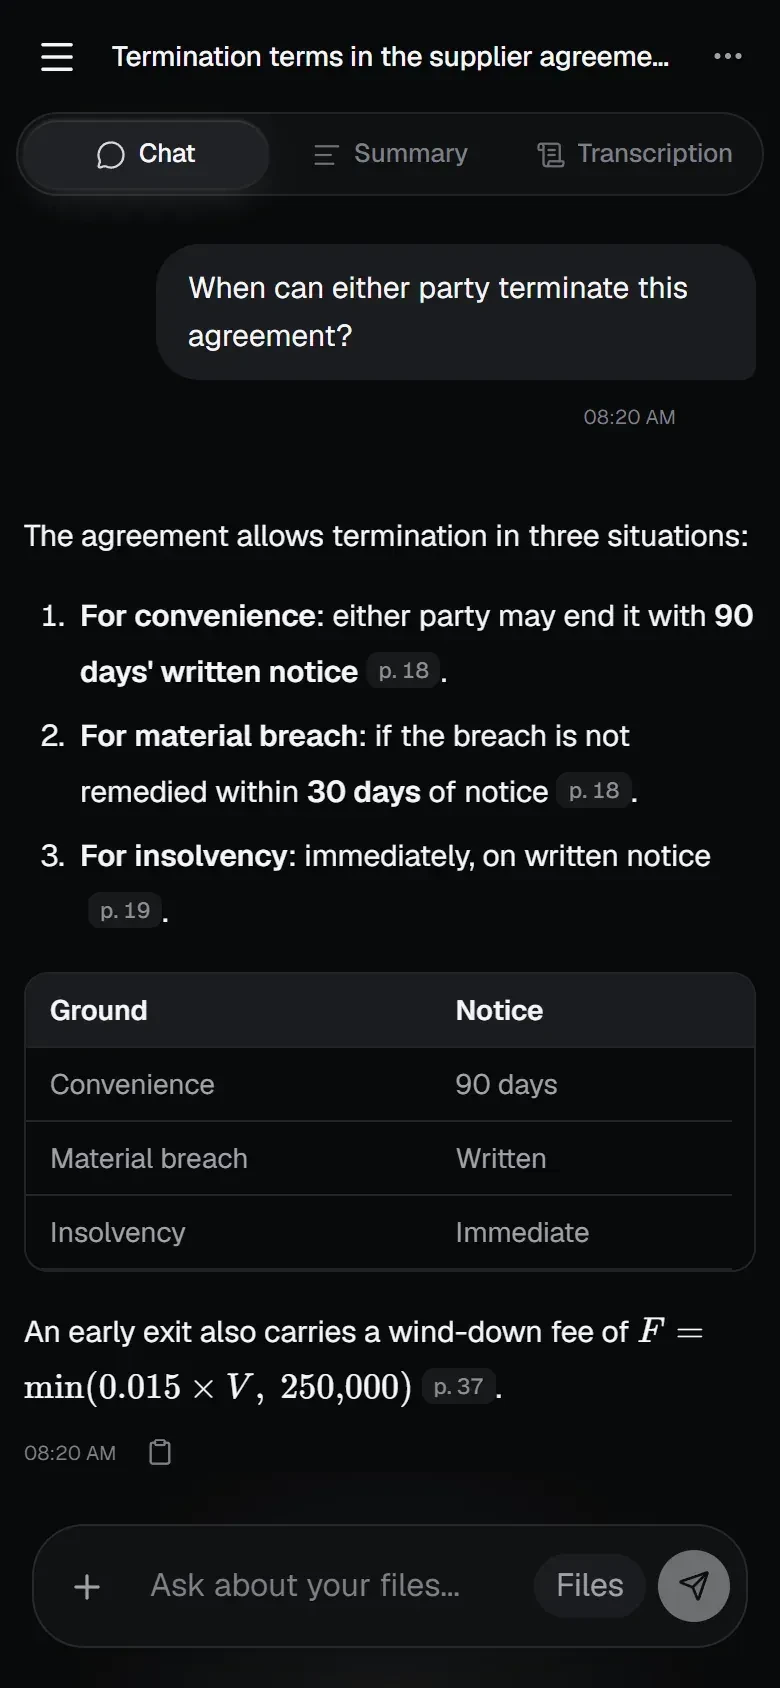 Termination terms in the supplier agreeme...
Chat
Summary
Transcription
When can either party terminate this
agreement?
08:20 AM
The agreement allows termination in three situations:
1. For convenience: either party may end it with 90
days' written notice p. 18.
2. For material breach: if the breach is not
remedied within 30 days of notice p. 18.
3. For insolvency: immediately, on written notice
p. 19.
Ground Notice
Convenience 90 days
Material breach Written
Insolvency Immediate
An early exit also carries a wind-down fee of F =
min(0.015 × V, 250,000) p. 37.
08:20 AM
Ask about your files... Files